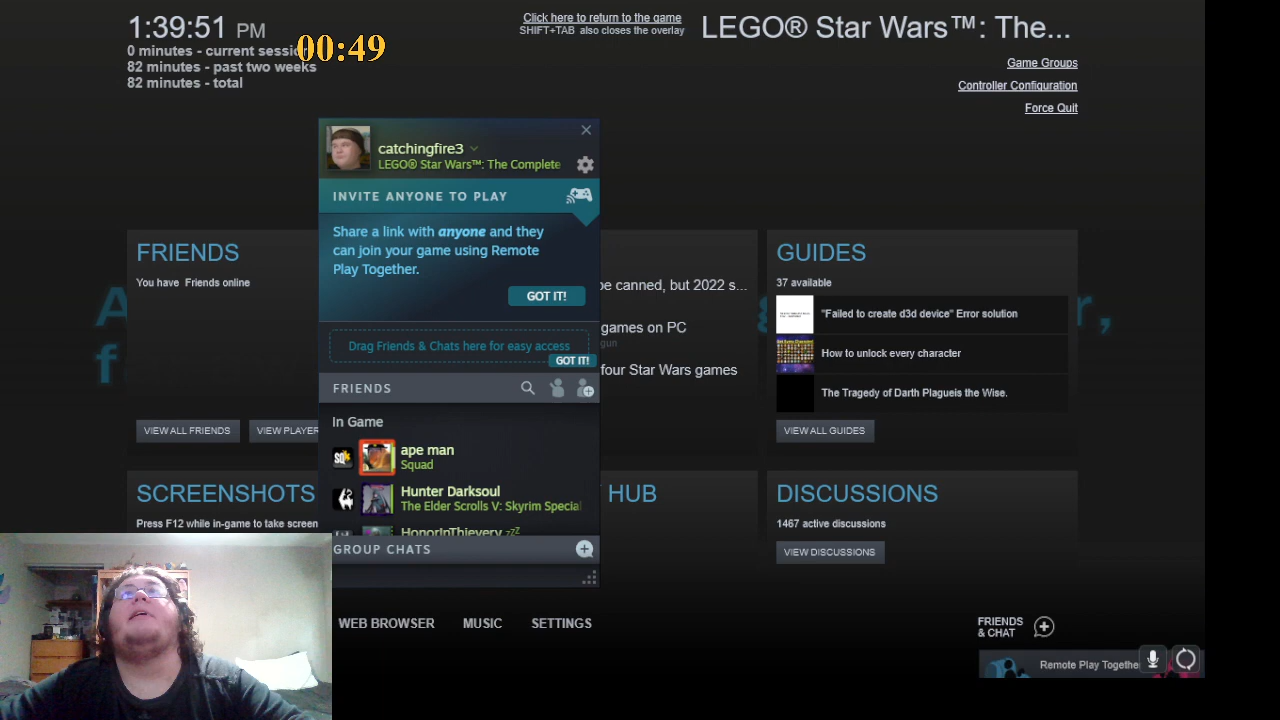 1:39:51 PM
0 minutes - current session
82 minutes - past two weeks
82 minutes - total
00:49
Click here to return to the game
SHIFT+TAB also closes the overlay
LEGO® Star Wars™: The...
Game Groups
Controller Configuration
Force Quit
catchingfire3
LEGO® Star Wars™: The Complete
INVITE ANYONE TO PLAY
Share a link with anyone and they
can join your game using Remote
Play Together.
GOT IT!
Drag Friends & Chats here for easy access
GOT IT!
FRIENDS
In Game
ape man
Squad
Hunter Darksoul
The Elder Scrolls V: Skyrim Special
HonorInThievery zzZ
GROUP CHATS
FRIENDS
You have Friends online
VIEW ALL FRIENDS
VIEW PLAYER
be canned, but 2022 s...
games on PC
gun
four Star Wars games
GUIDES
37 available
"Failed to create d3d device" Error solution
How to unlock every character
The Tragedy of Darth Plagueis the Wise.
VIEW ALL GUIDES
SCREENSHOTS
Press F12 while in-game to take screen
HUB
DISCUSSIONS
1467 active discussions
VIEW DISCUSSIONS
WEB BROWSER
MUSIC
SETTINGS
FRIENDS
& CHAT
Remote Play Together